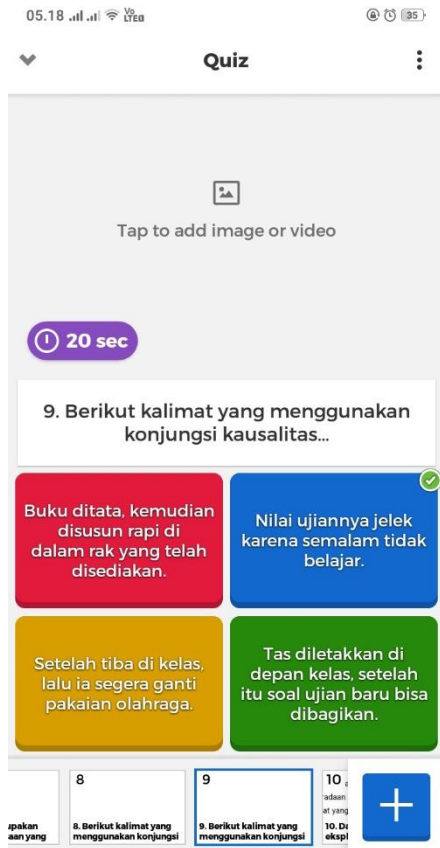 05.18 Vo LTE
35
Quiz
Tap to add image or video
20 sec
9. Berikut kalimat yang menggunakan
konjungsi kausalitas...
Buku ditata, kemudian
disusun rapi di
dalam rak yang telah
disediakan.
Nilai ujiannya jelek
karena semalam tidak
belajar.
Setelah tiba di kelas,
lalu ia segera ganti
pakaian olahraga.
Tas diletakkan di
depan kelas, setelah
itu soal ujian baru bisa
dibagikan.
8
8. Berikut kalimat yang
menggunakan konjungsi
9
9. Berikut kalimat yang
menggunakan konjungsi
10